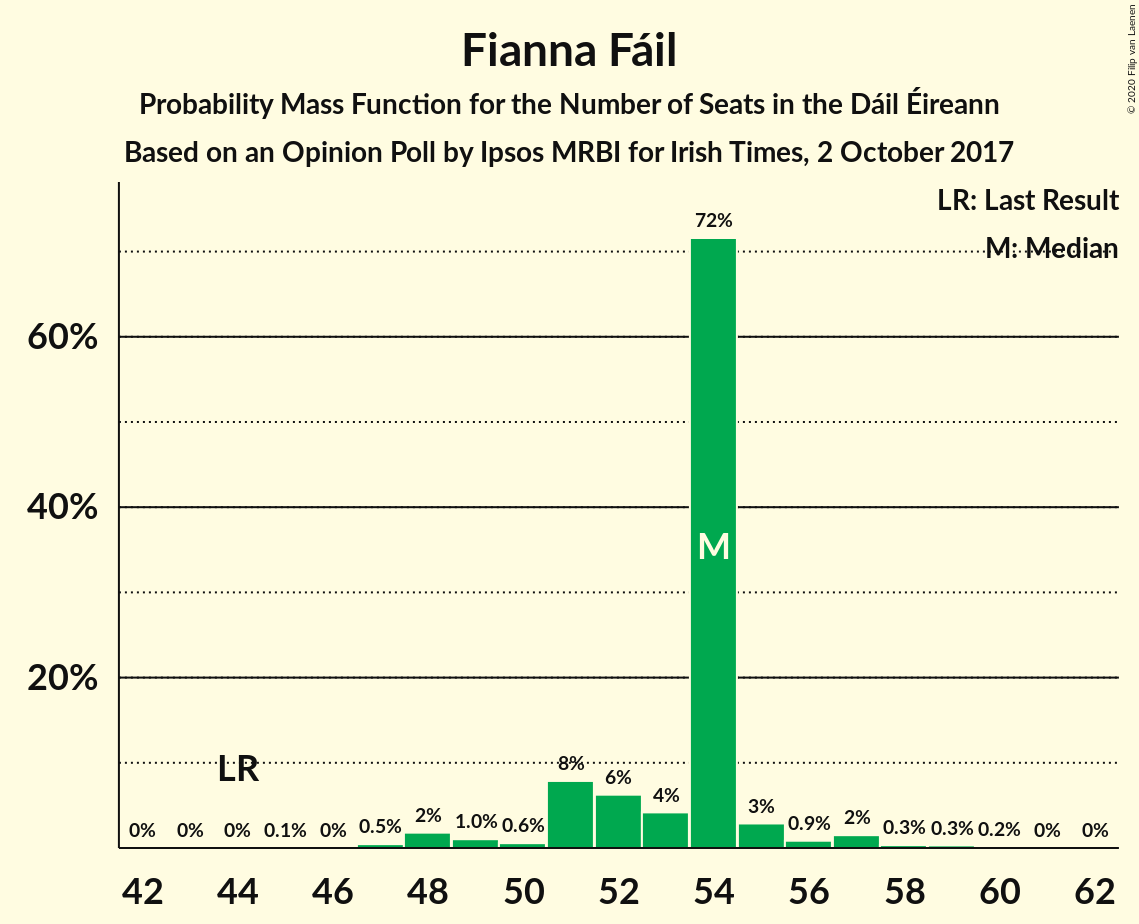 Fianna Fáil
Probability Mass Function for the Number of Seats in the Dáil Éireann
Based on an Opinion Poll by Ipsos MRBI for Irish Times, 2 October 2017
© 2020 Filip van Laenen
LR: Last Result
M: Median
60%
40%
20%
LR
M
0% 0% 0% 0.1% 0% 0.5% 2% 1.0% 0.6% 8% 6% 4% 72% 3% 0.9% 2% 0.3% 0.3% 0.2% 0% 0%
42 44 46 48 50 52 54 56 58 60 62